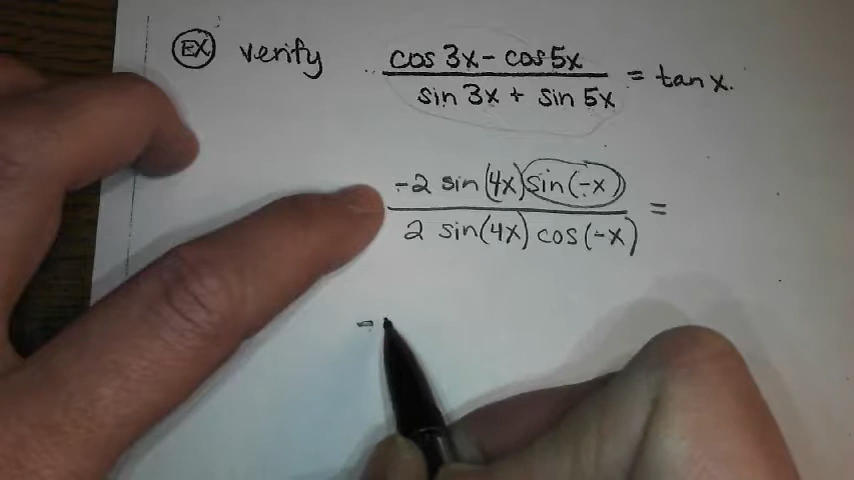 EX verify cos 3x - cos 5x / sin 3x + sin 5x = tan x.
-2 sin(4x) sin(-x) / 2 sin(4x) cos(-x) =
-